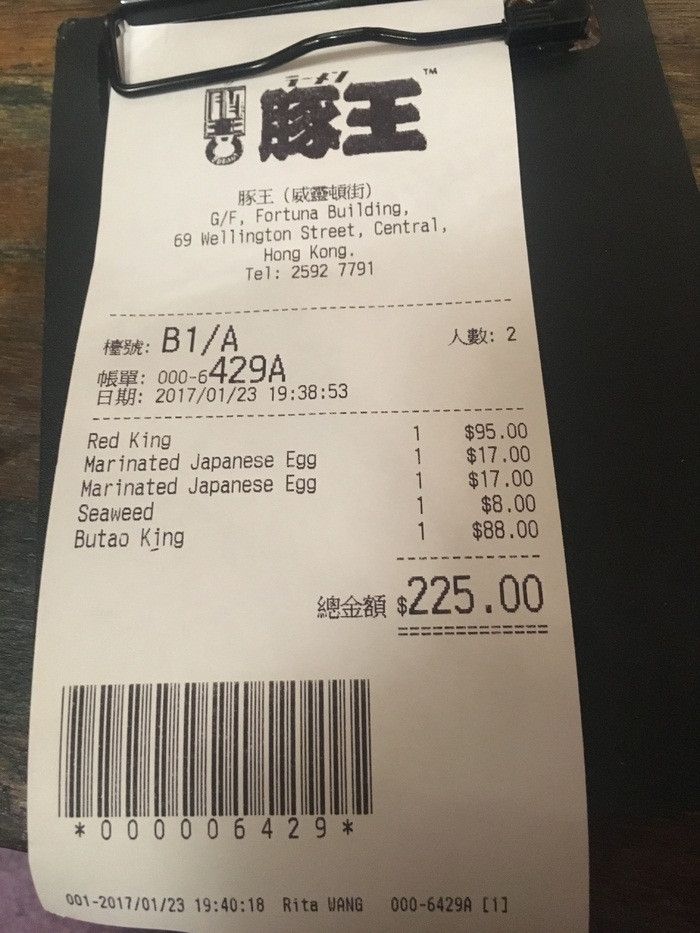 ラーメン
豚王 TM
豚王 (威靈頓街)
G/F, Fortuna Building,
69 Wellington Street, Central,
Hong Kong.
Tel: 2592 7791
檯號: B1/A 人數: 2
帳單: 000-6429A
日期: 2017/01/23 19:38:53
Red King 1 $95.00
Marinated Japanese Egg 1 $17.00
Marinated Japanese Egg 1 $17.00
Seaweed 1 $8.00
Butao King 1 $88.00
總金額 $225.00
*000006429*
001-2017/01/23 19:40:18 Rita WANG 000-6429A [1]